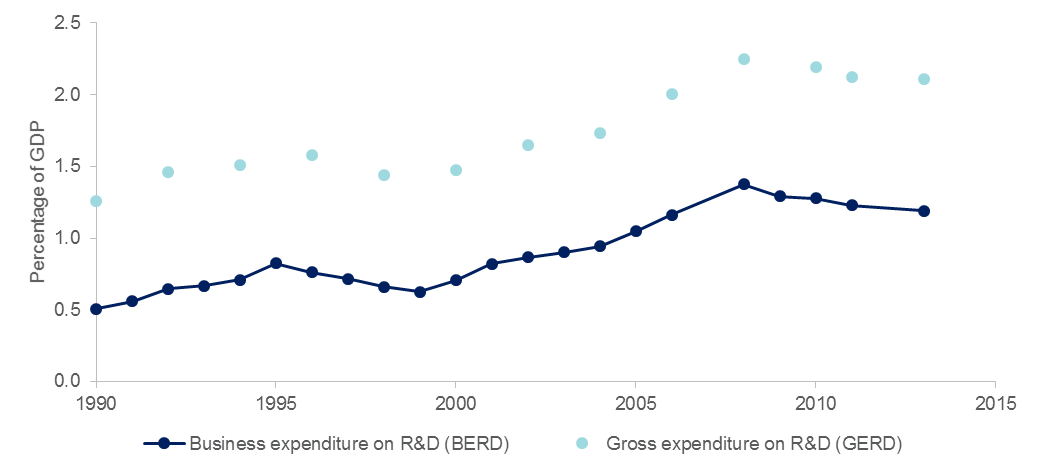 Percentage of GDP
2.5
2.0
1.5
1.0
0.5
0.0
1990 1995 2000 2005 2010 2015
Business expenditure on R&D (BERD) Gross expenditure on R&D (GERD)